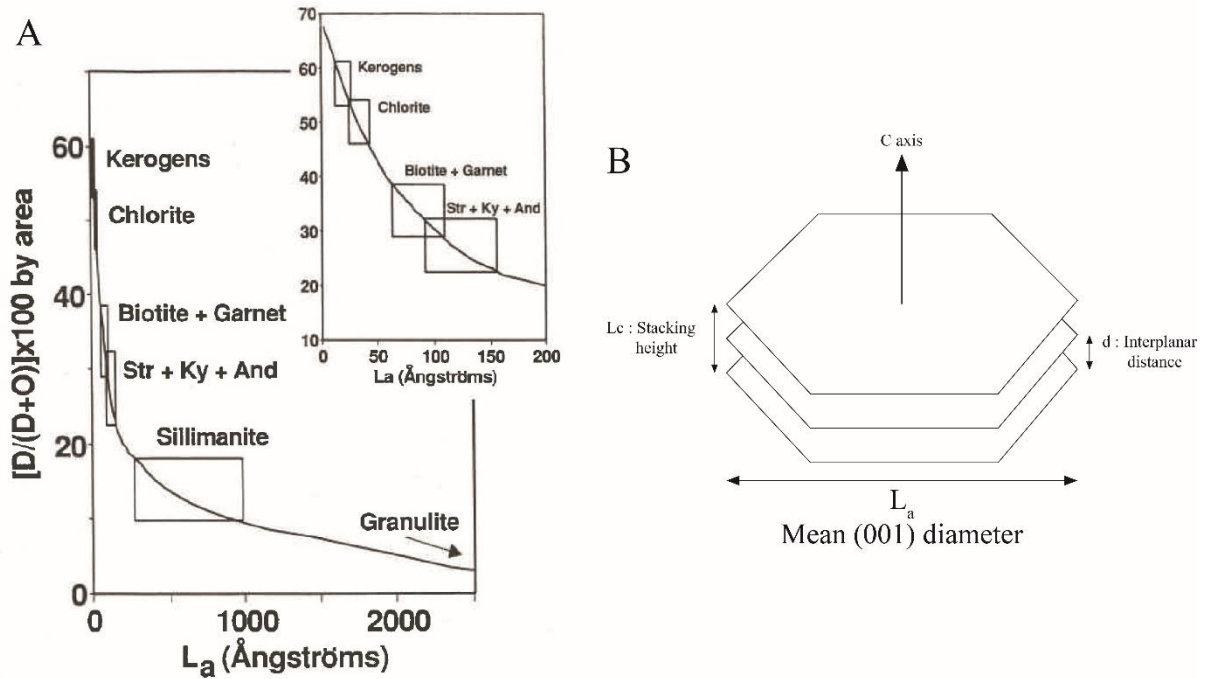 A
[D/(D+O)]x100 by area
60
40
20
0
Kerogens
Chlorite
Biotite + Garnet
Str + Ky + And
Sillimanite
Granulite
0
1000
2000
La (Ångströms)
70
60
50
40
30
20
10
Kerogens
Chlorite
Biotite + Garnet
Str + Ky + And
0
50
100
150
200
La (Ångströms)
B
C axis
Lc : Stacking
height
d : Interplanar
distance
La
Mean (001) diameter